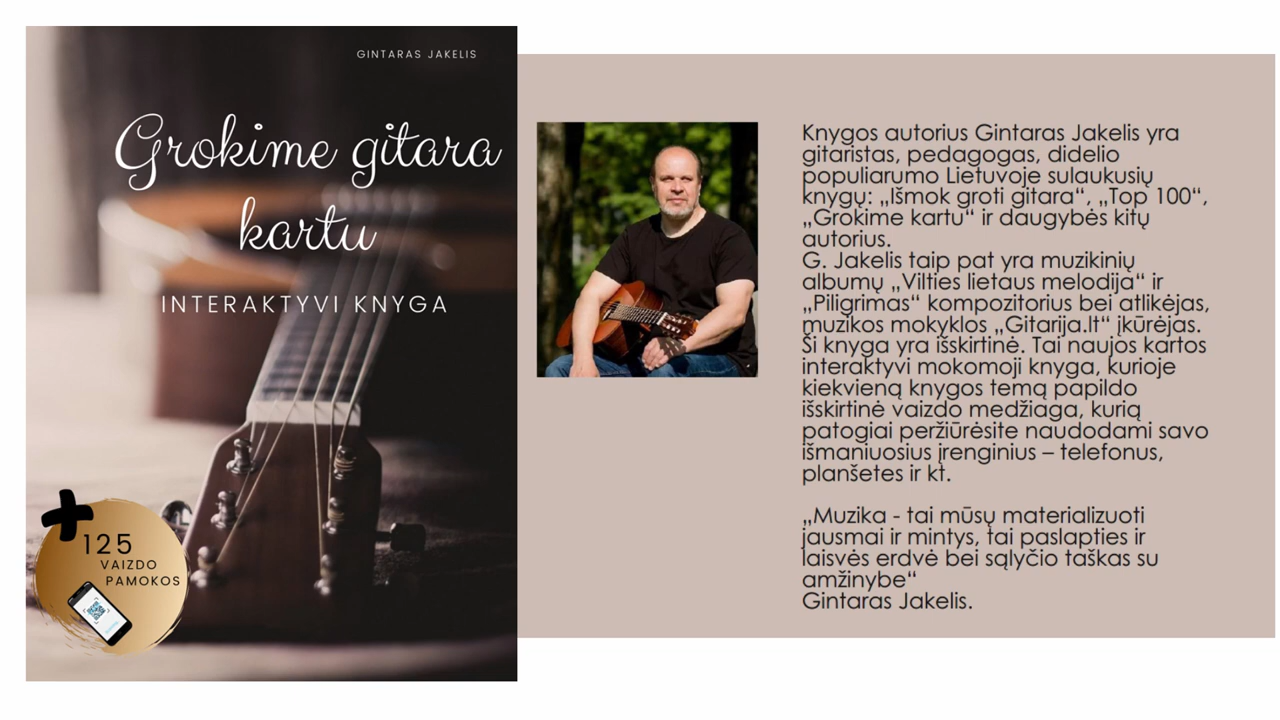 GINTARAS JAKELIS
Grokime gitara
kartu
INTERAKTYVI KNYGA
125
VAIZDO
PAMOKOS
Knygos autorius Gintaras Jakelis yra
gitaristas, pedagogas, didelio
populiarumo Lietuvoje sulaukusių
knygų: „Išmok groti gitara“, „Top 100“,
„Grokime kartu“ ir daugybės kitų
autorius.
G. Jakelis taip pat yra muzikinių
albumų „Vilties lietaus melodija“ ir
„Piligrimas“ kompozitorius bei atlikėjas,
muzikos mokyklos „Gitarija.lt“ įkūrėjas.
Ši knyga yra išskirtinė. Tai naujos kartos
interaktyvi mokomoji knyga, kurioje
kiekvieną knygos temą papildo
išskirtinė vaizdo medžiaga, kurią
patogiai peržiūrėsite naudodami savo
išmaniuosius įrenginius – telefonus,
planšetes ir kt.
„Muzika - tai mūsų materializuoti
jausmai ir mintys, tai paslapties ir
laisvės erdvė bei sąlyčio taškas su
amžinybe“
Gintaras Jakelis.